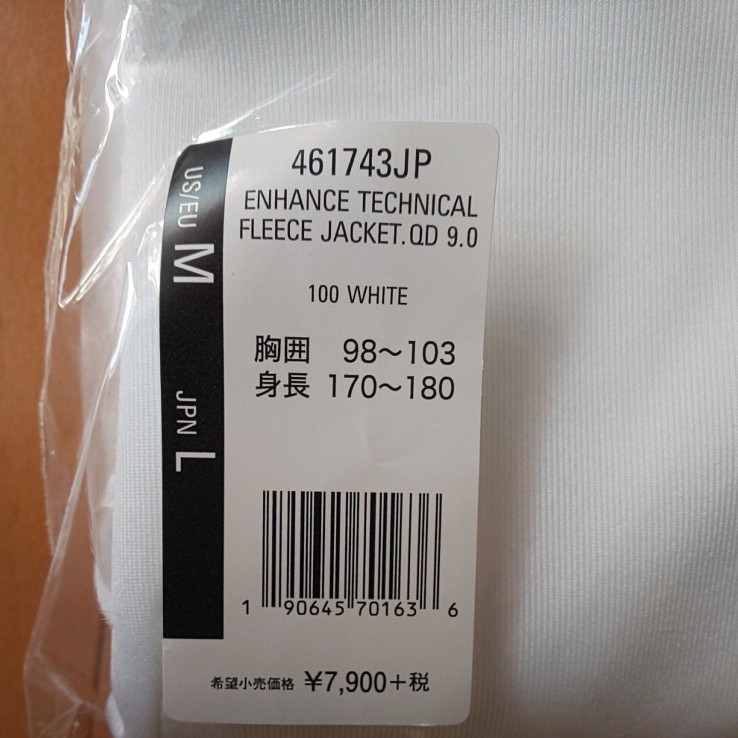 461743JP
ENHANCE TECHNICAL
FLEECE JACKET.QD 9.0
100 WHITE
US/EU M
JPN L
胸囲 98～103
身長 170～180
1 90645 70163 6
希望小売価格 ¥7,900+税